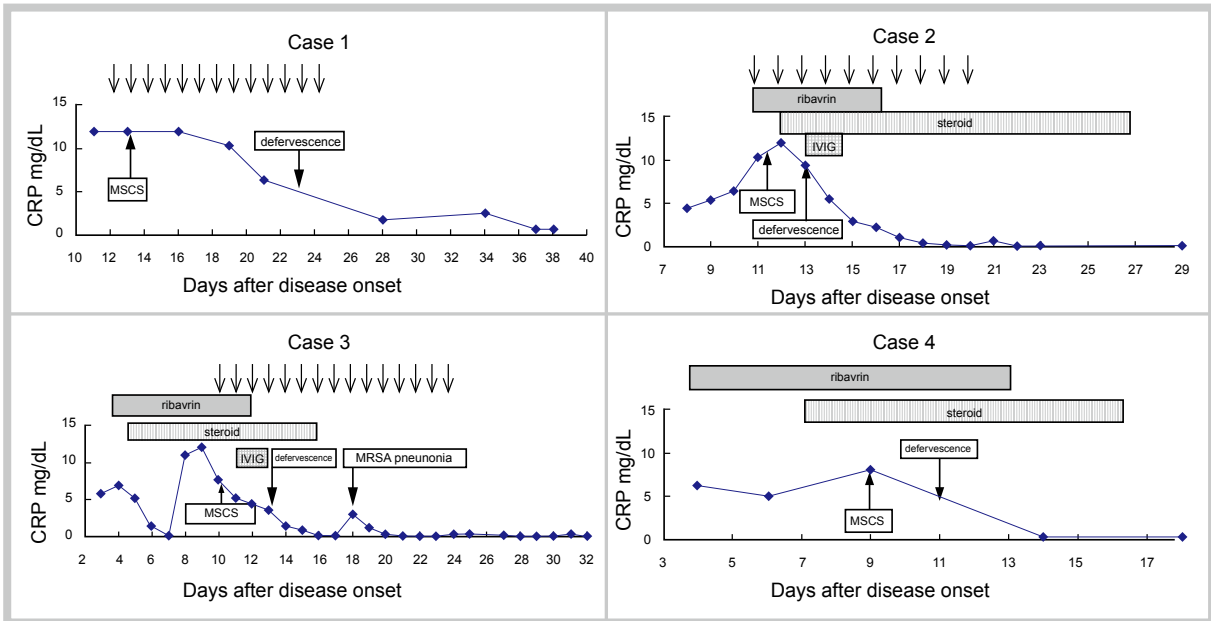 Case 1
15
10
5
0
CRP mg/dL
defervescence
MSCS
10 12 14 16 18 20 22 24 26 28 30 32 34 36 38 40
Days after disease onset
Case 2
ribavrin
steroid
IVIG
15
10
5
0
CRP mg/dL
MSCS
defervescence
7 9 11 13 15 17 19 21 23 25 27 29
Days after disease onset
Case 3
ribavrin
steroid
IVIG defervescence MRSA pneunonia
15
10
5
0
CRP mg/dL
MSCS
2 4 6 8 10 12 14 16 18 20 22 24 26 28 30 32
Days after disease onset
Case 4
ribavrin
steroid
15
10
5
0
CRP mg/dL
defervescence
MSCS
3 5 7 9 11 13 15 17
Days after disease onset